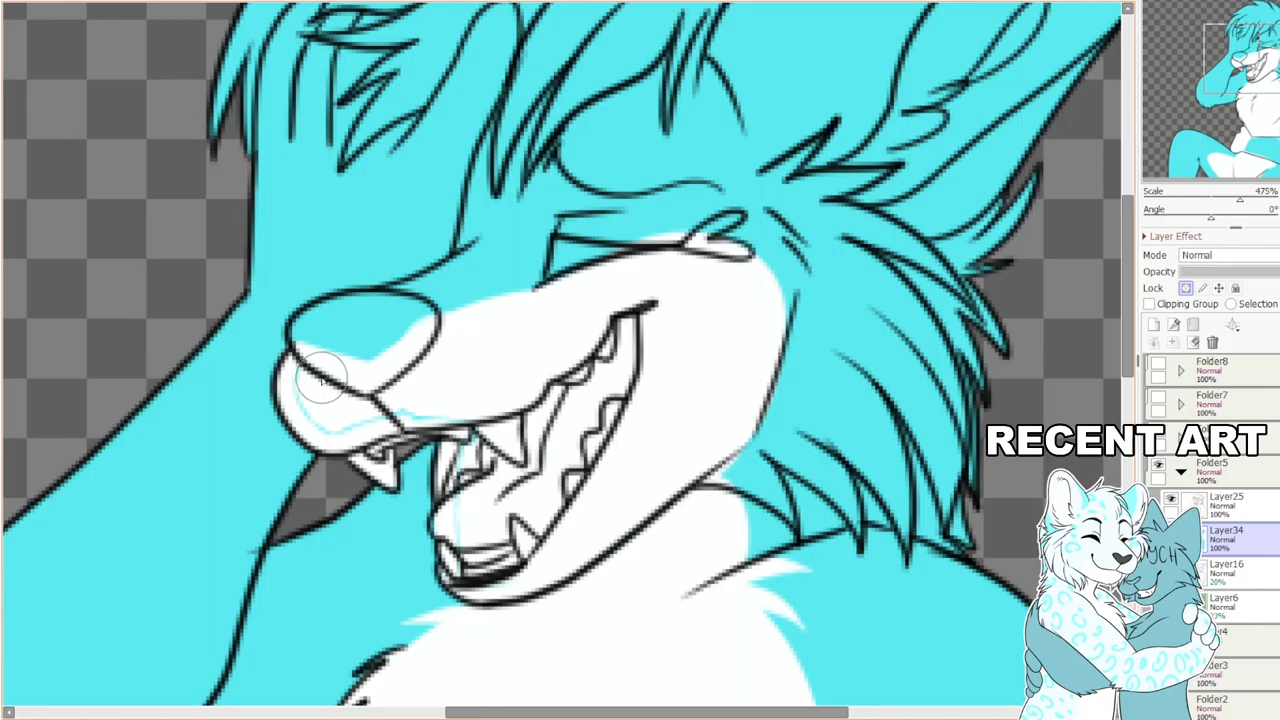 Scale 475%
Angle 0°
Layer Effect
Mode Normal
Opacity
Lock
Clipping Group Selection
Folder8
Normal
100%
Folder7
Normal
100%
RECENT ART
Folder5
Normal
100%
Layer25
Normal
100%
Layer34
Normal
100%
Layer16
Normal
20%
Layer6
Normal
YCH
100%
Normal
100%
Folder2
Normal